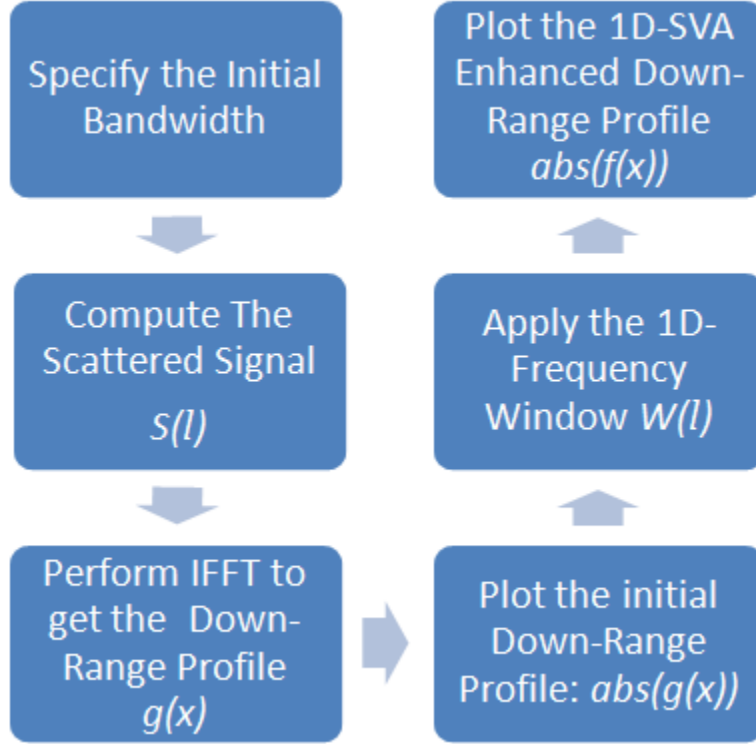 Specify the Initial
Bandwidth
Compute The
Scattered Signal
S(l)
Perform IFFT to
get the Down-
Range Profile
g(x)
Plot the initial
Down-Range
Profile: abs(g(x))
Apply the 1D-
Frequency
Window W(l)
Plot the 1D-SVA
Enhanced Down-
Range Profile
abs(f(x))